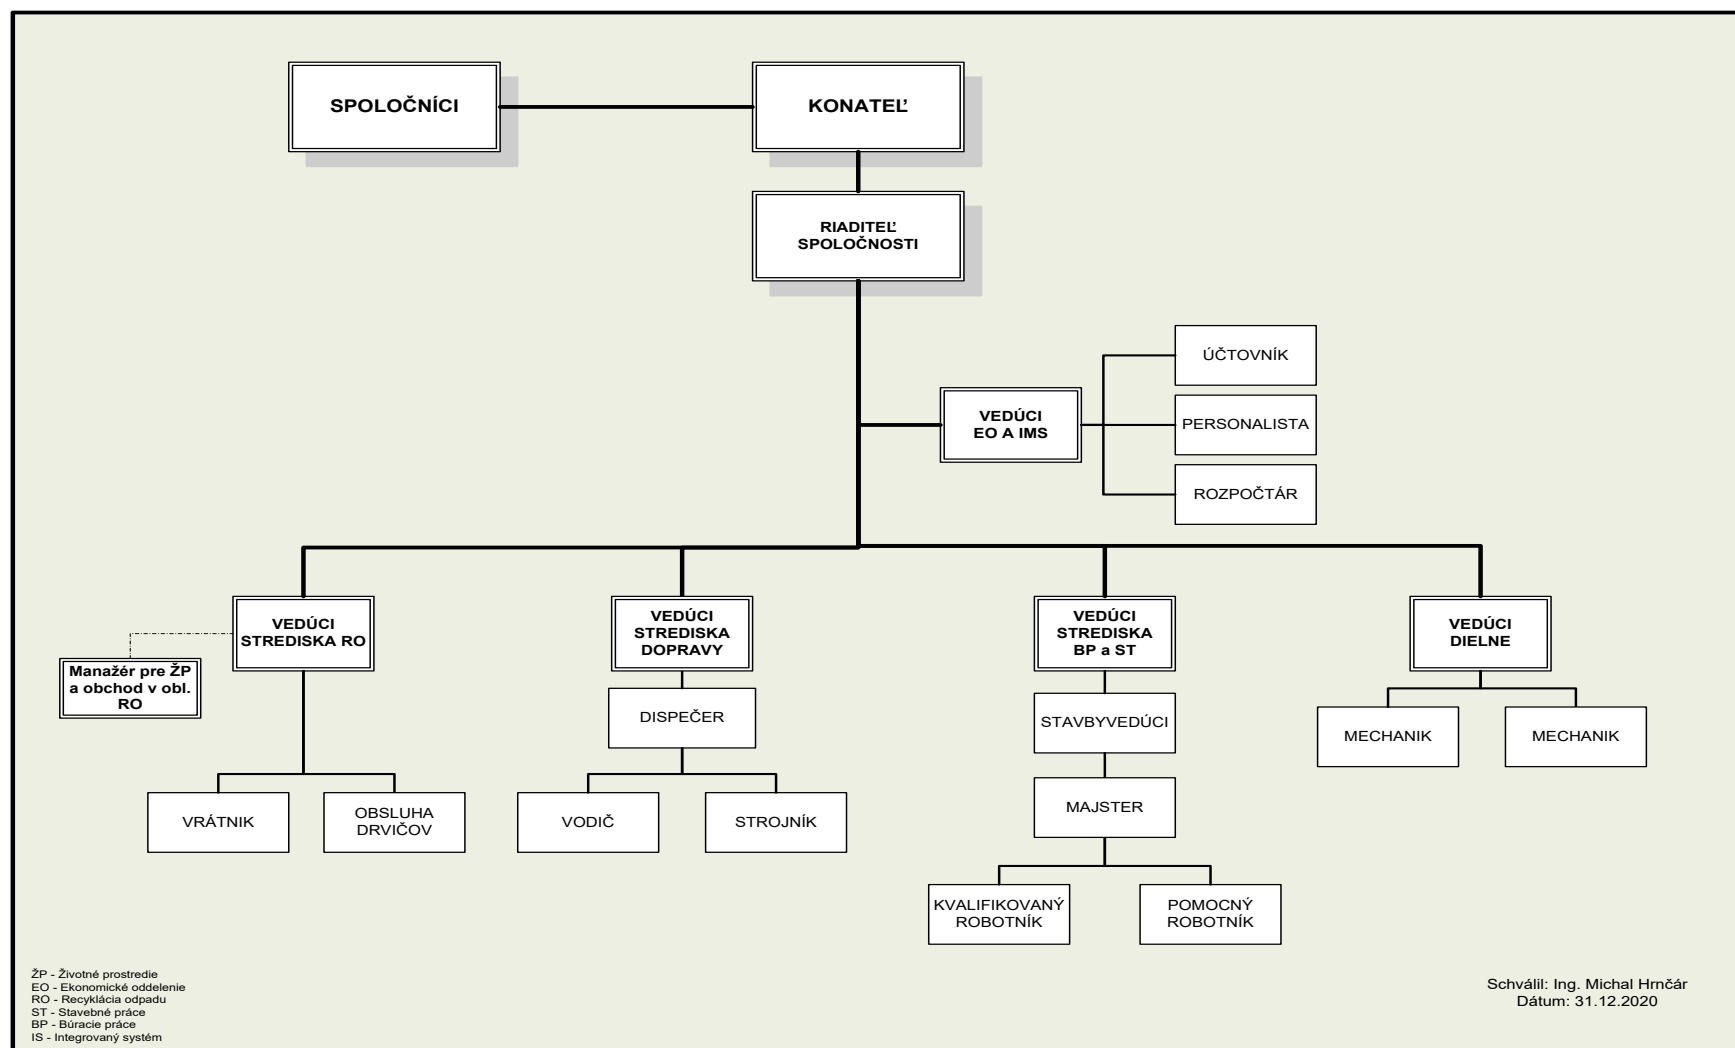 SPOLOČNÍCI
KONATEĽ
RIADITEĽ
SPOLOČNOSTI
ÚČTOVNÍK
VEDÚCI
EO A IMS
PERSONALISTA
ROZPOČTÁR
VEDÚCI
STREDISKA RO
VEDÚCI
STREDISKA
DOPRAVY
VEDÚCI
STREDISKA
BP a ST
VEDÚCI
DIELNE
Manažér pre ŽP
a obchod v obl.
RO
DISPEČER
STAVBYVEDÚCI
MECHANIK
MECHANIK
VRÁTNIK
OBSLUHA
DRVIČOV
VODIČ
STROJNÍK
MAJSTER
KVALIFIKOVANÝ
ROBOTNÍK
POMOCNÝ
ROBOTNÍK
ŽP - Životné prostredie
EO - Ekonomické oddelenie
RO - Recyklácia odpadu
ST - Stavebné práce
BP - Búracie práce
IS - Integrovaný systém
Schválil: Ing. Michal Hrnčár
Dátum: 31.12.2020